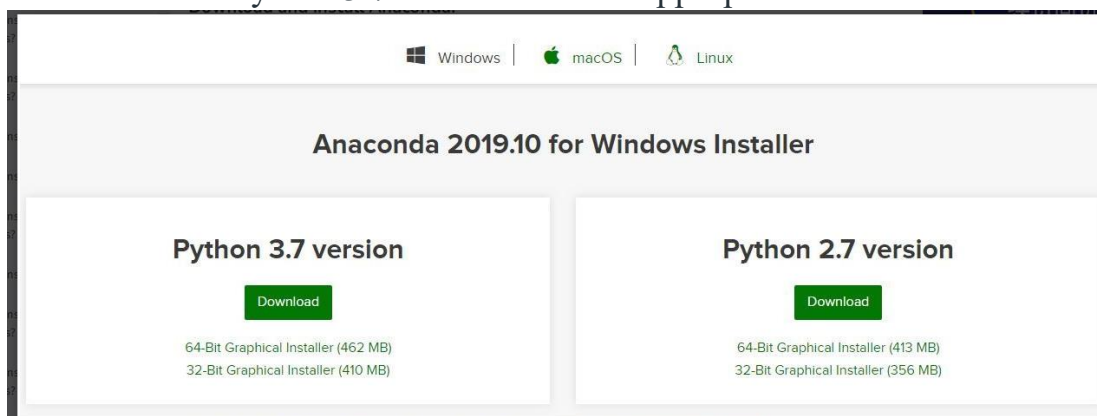 Windows | macOS | Linux
Anaconda 2019.10 for Windows Installer
Python 3.7 version
Download
64-Bit Graphical Installer (462 MB)
32-Bit Graphical Installer (410 MB)
Python 2.7 version
Download
64-Bit Graphical Installer (413 MB)
32-Bit Graphical Installer (356 MB)